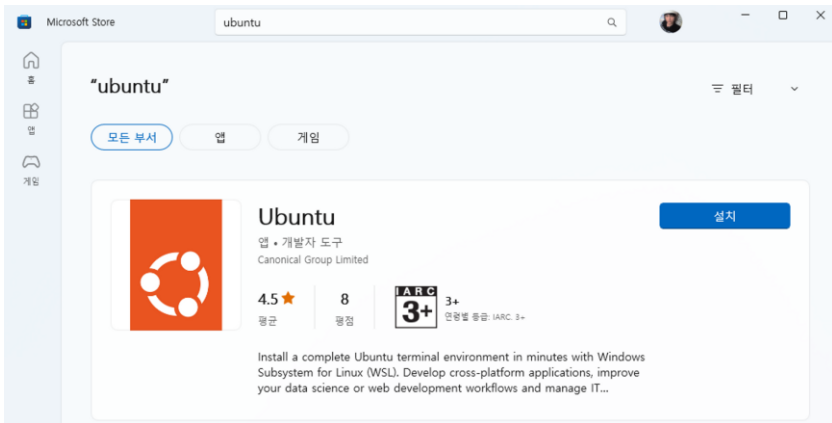 Microsoft Store
ubuntu
홈
앱
게임
"ubuntu"
필터
모든 부서
앱
게임
Ubuntu
설치
앱 • 개발자 도구
Canonical Group Limited
4.5
8
평균
평점
IARC
3+
3+
연령별 등급: IARC. 3+
Install a complete Ubuntu terminal environment in minutes with Windows
Subsystem for Linux (WSL). Develop cross-platform applications, improve
your data science or web development workflows and manage IT...